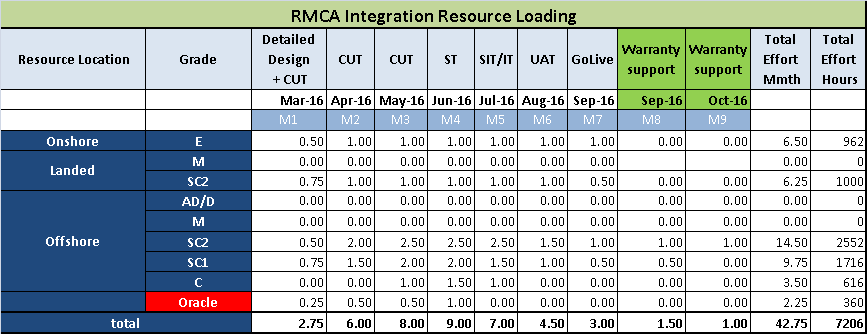 RMCA Integration Resource Loading
Resource Location Grade Detailed Design + CUT CUT CUT ST SIT/IT UAT GoLive Warranty support Warranty support Total Effort Mmth Total Effort Hours
Mar-16 Apr-16 May-16 Jun-16 Jul-16 Aug-16 Sep-16 Sep-16 Oct-16
M1 M2 M3 M4 M5 M6 M7 M8 M9
Onshore E 0.50 1.00 1.00 1.00 1.00 1.00 1.00 0.00 0.00 6.50 962
Landed M 0.00 0.00 0.00 0.00 0.00 0.00 0.00 0.00 0
SC2 0.75 1.00 1.00 1.00 1.00 1.00 0.50 0.00 0.00 6.25 1000
Offshore AD/D 0.00 0.00 0.00 0.00 0.00 0.00 0.00 0.00 0.00 0.00 0
M 0.00 0.00 0.00 0.00 0.00 0.00 0.00 0.00 0.00 0.00 0
SC2 0.50 2.00 2.50 2.50 2.50 1.50 1.00 1.00 1.00 14.50 2552
SC1 0.75 1.50 2.00 2.00 1.50 1.00 0.50 0.50 0.00 9.75 1716
C 0.00 0.00 1.00 1.50 1.00 0.00 0.00 0.00 0.00 3.50 616
Oracle 0.25 0.50 0.50 1.00 0.00 0.00 0.00 0.00 0.00 2.25 360
total 2.75 6.00 8.00 9.00 7.00 4.50 3.00 1.50 1.00 42.75 7206